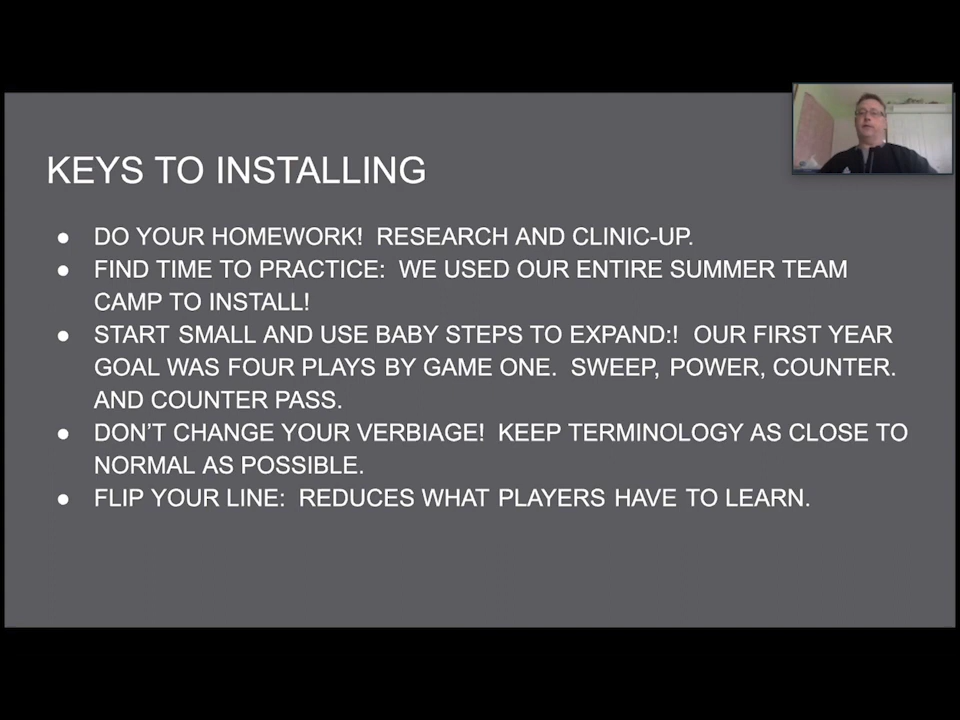 KEYS TO INSTALLING
● DO YOUR HOMEWORK!  RESEARCH AND CLINIC-UP.
● FIND TIME TO PRACTICE:  WE USED OUR ENTIRE SUMMER TEAM
CAMP TO INSTALL!
● START SMALL AND USE BABY STEPS TO EXPAND:!  OUR FIRST YEAR
GOAL WAS FOUR PLAYS BY GAME ONE.  SWEEP, POWER, COUNTER.
AND COUNTER PASS.
● DON’T CHANGE YOUR VERBIAGE!  KEEP TERMINOLOGY AS CLOSE TO
NORMAL AS POSSIBLE.
● FLIP YOUR LINE:  REDUCES WHAT PLAYERS HAVE TO LEARN.